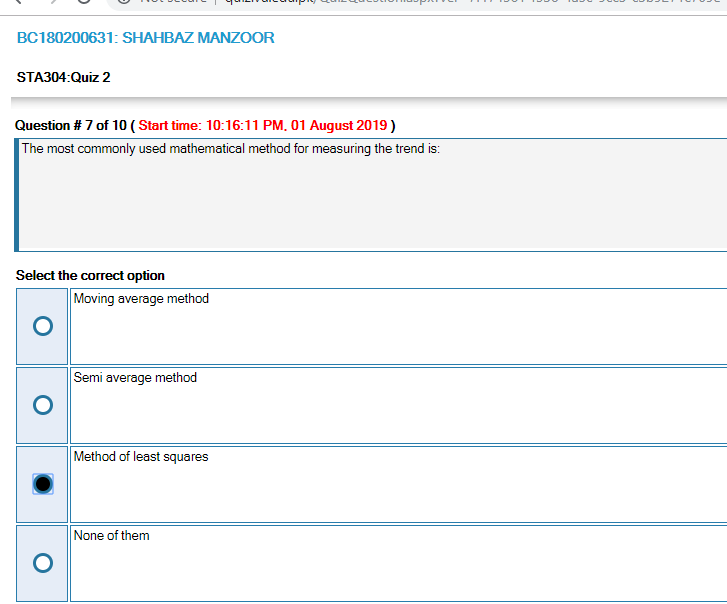 BC180200631: SHAHBAZ MANZOOR
STA304:Quiz 2
Question # 7 of 10 ( Start time: 10:16:11 PM, 01 August 2019 )
The most commonly used mathematical method for measuring the trend is:
Select the correct option
Moving average method
Semi average method
Method of least squares
None of them